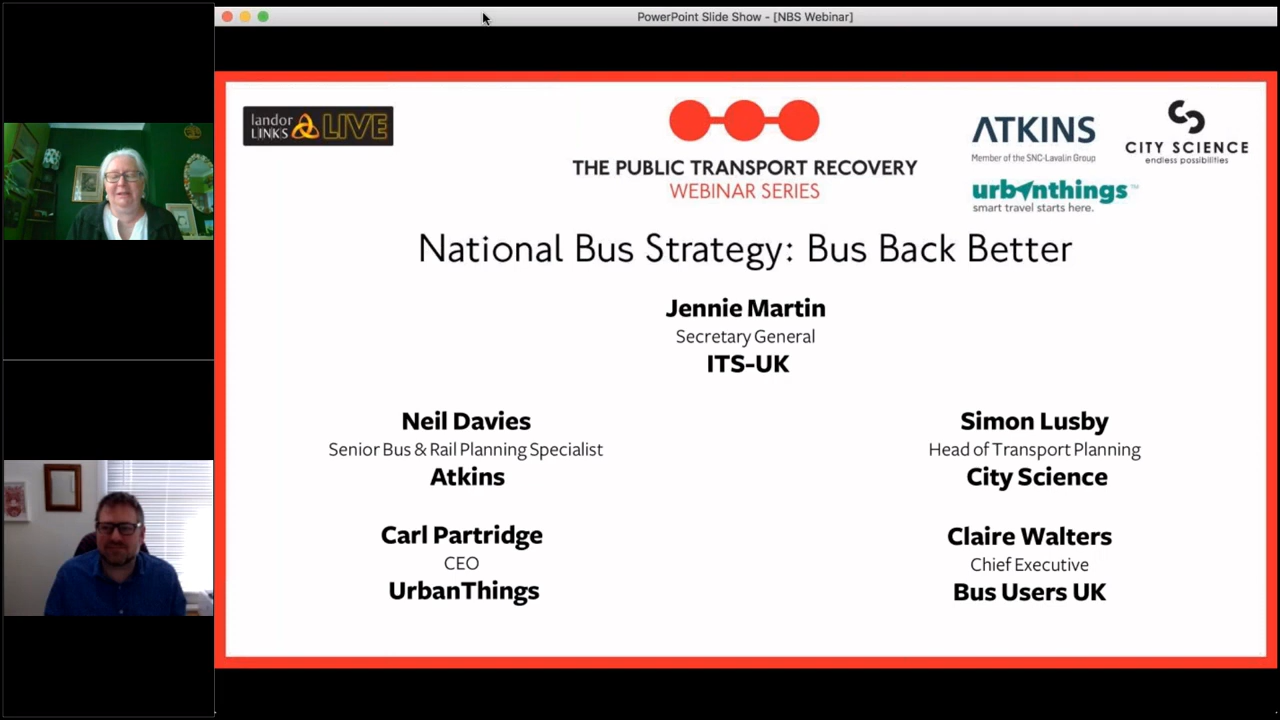 PowerPoint Slide Show - [NBS Webinar]
landor
LINKS LIVE
THE PUBLIC TRANSPORT RECOVERY
WEBINAR SERIES
ATKINS
Member of the SNC-Lavalin Group
CITY SCIENCE
endless possibilities
urbanthings™
smart travel starts here.
National Bus Strategy: Bus Back Better
Jennie Martin
Secretary General
ITS-UK
Neil Davies
Senior Bus & Rail Planning Specialist
Atkins
Simon Lusby
Head of Transport Planning
City Science
Carl Partridge
CEO
UrbanThings
Claire Walters
Chief Executive
Bus Users UK